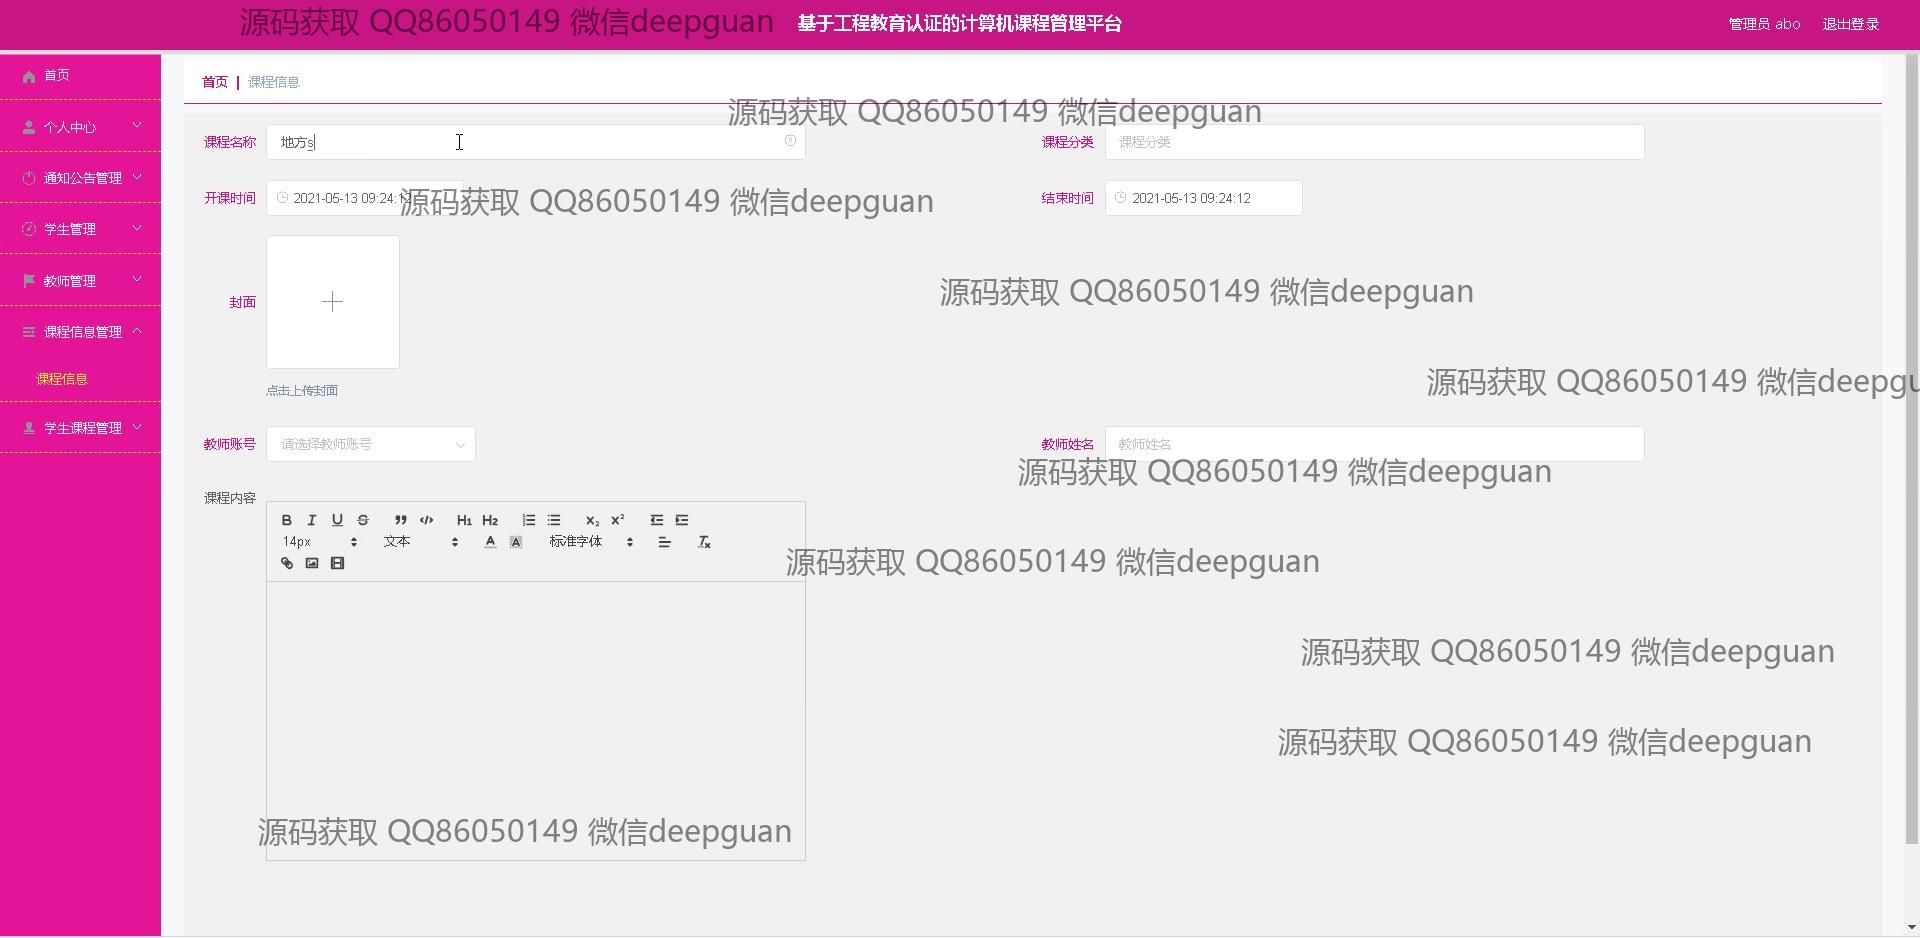 源码获取 QQ86050149 微信deepguan
基于工程教育认证的计算机课程管理平台
管理员 abo 退出登录
首页
个人中心
通知公告管理
学生管理
教师管理
课程信息管理
课程信息
学生课程管理
首页 | 课程信息
源码获取 QQ86050149 微信deepguan
课程名称 地方s
课程分类 课程分类
开课时间 2021-05-13 09:24:12
源码获取 QQ86050149 微信deepguan
结束时间 2021-05-13 09:24:12
源码获取 QQ86050149 微信deepguan
封面
点击上传封面
源码获取 QQ86050149 微信deepgu
教师账号 请选择教师账号
教师姓名 教师姓名
源码获取 QQ86050149 微信deepguan
课程内容
B I U S H1 H2 X2 X2
14px 文本 A A 标准字体 Tx
源码获取 QQ86050149 微信deepguan
源码获取 QQ86050149 微信deepguan
源码获取 QQ86050149 微信deepguan
源码获取 QQ86050149 微信deepguan